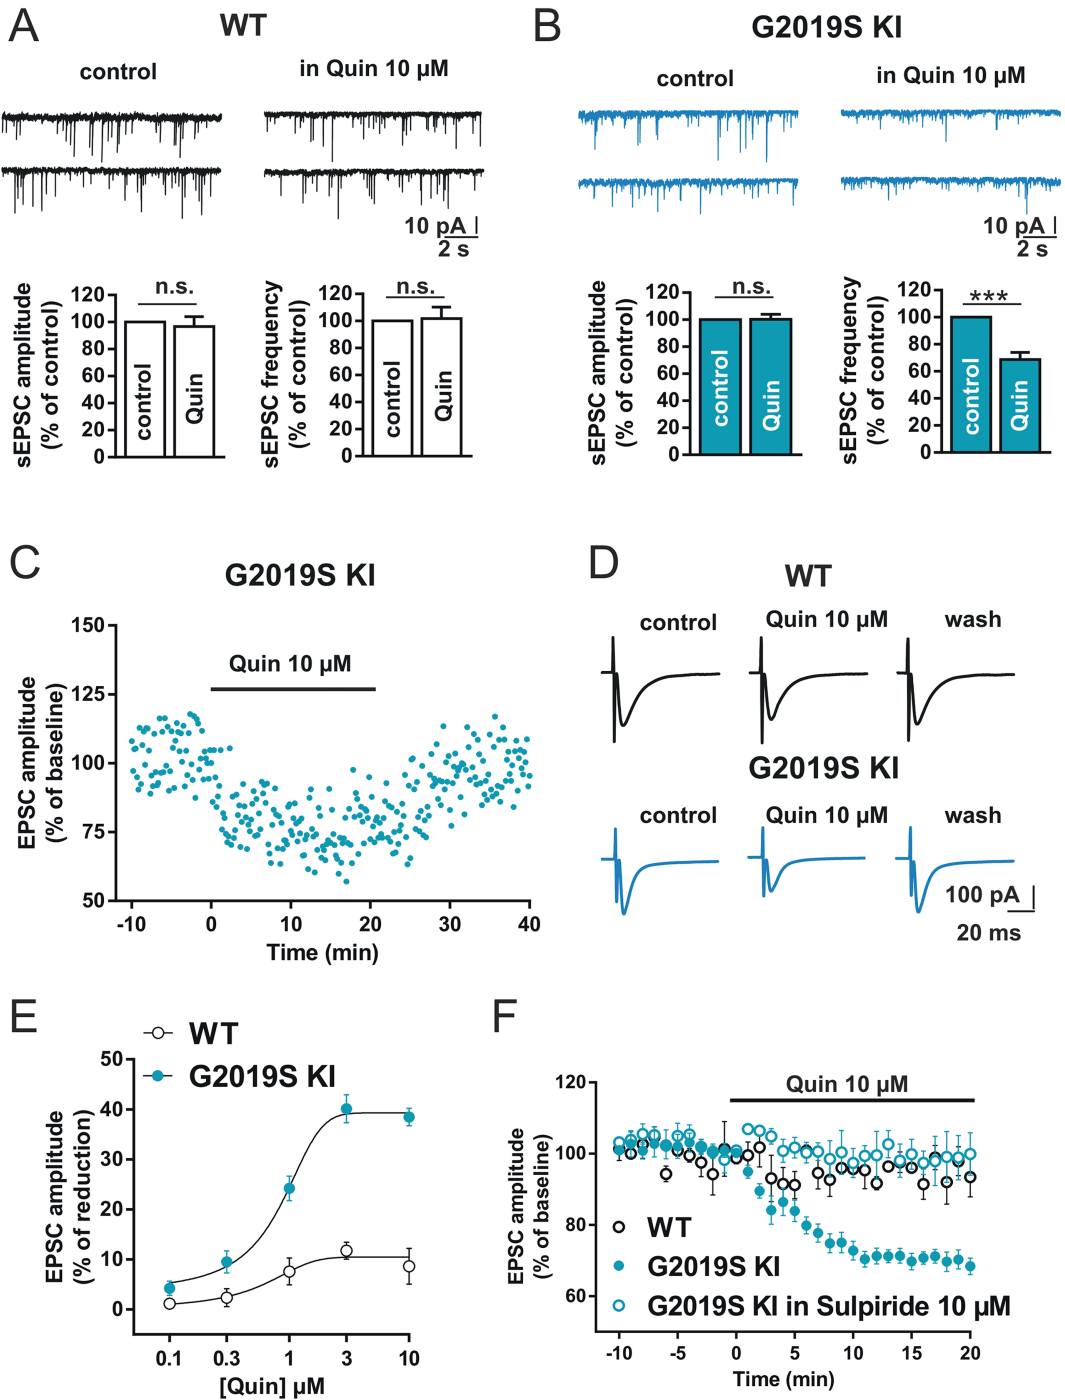 A
WT
control
in Quin 10 µM
10 pA
2 s
sEPSC amplitude
(% of control)
120
100
80
60
40
20
0
n.s.
control
Quin
sEPSC frequency
(% of control)
120
100
80
60
40
20
0
n.s.
control
Quin
B
G2019S KI
control
in Quin 10 µM
10 pA
2 s
sEPSC amplitude
(% of control)
120
100
80
60
40
20
0
n.s.
control
Quin
sEPSC frequency
(% of control)
120
100
80
60
40
20
0
***
control
Quin
C
G2019S KI
EPSC amplitude
(% of baseline)
150
125
100
75
50
Quin 10 µM
-10 0 10 20 30 40
Time (min)
D
WT
control Quin 10 µM wash
G2019S KI
control Quin 10 µM wash
100 pA
20 ms
E
WT
G2019S KI
EPSC amplitude
(% of reduction)
50
40
30
20
10
0
0.1 0.3 1 3 10
[Quin] µM
F
EPSC amplitude
(% of baseline)
120
100
80
60
Quin 10 µM
WT
G2019S KI
G2019S KI in Sulpiride 10 µM
-10 -5 0 5 10 15 20
Time (min)